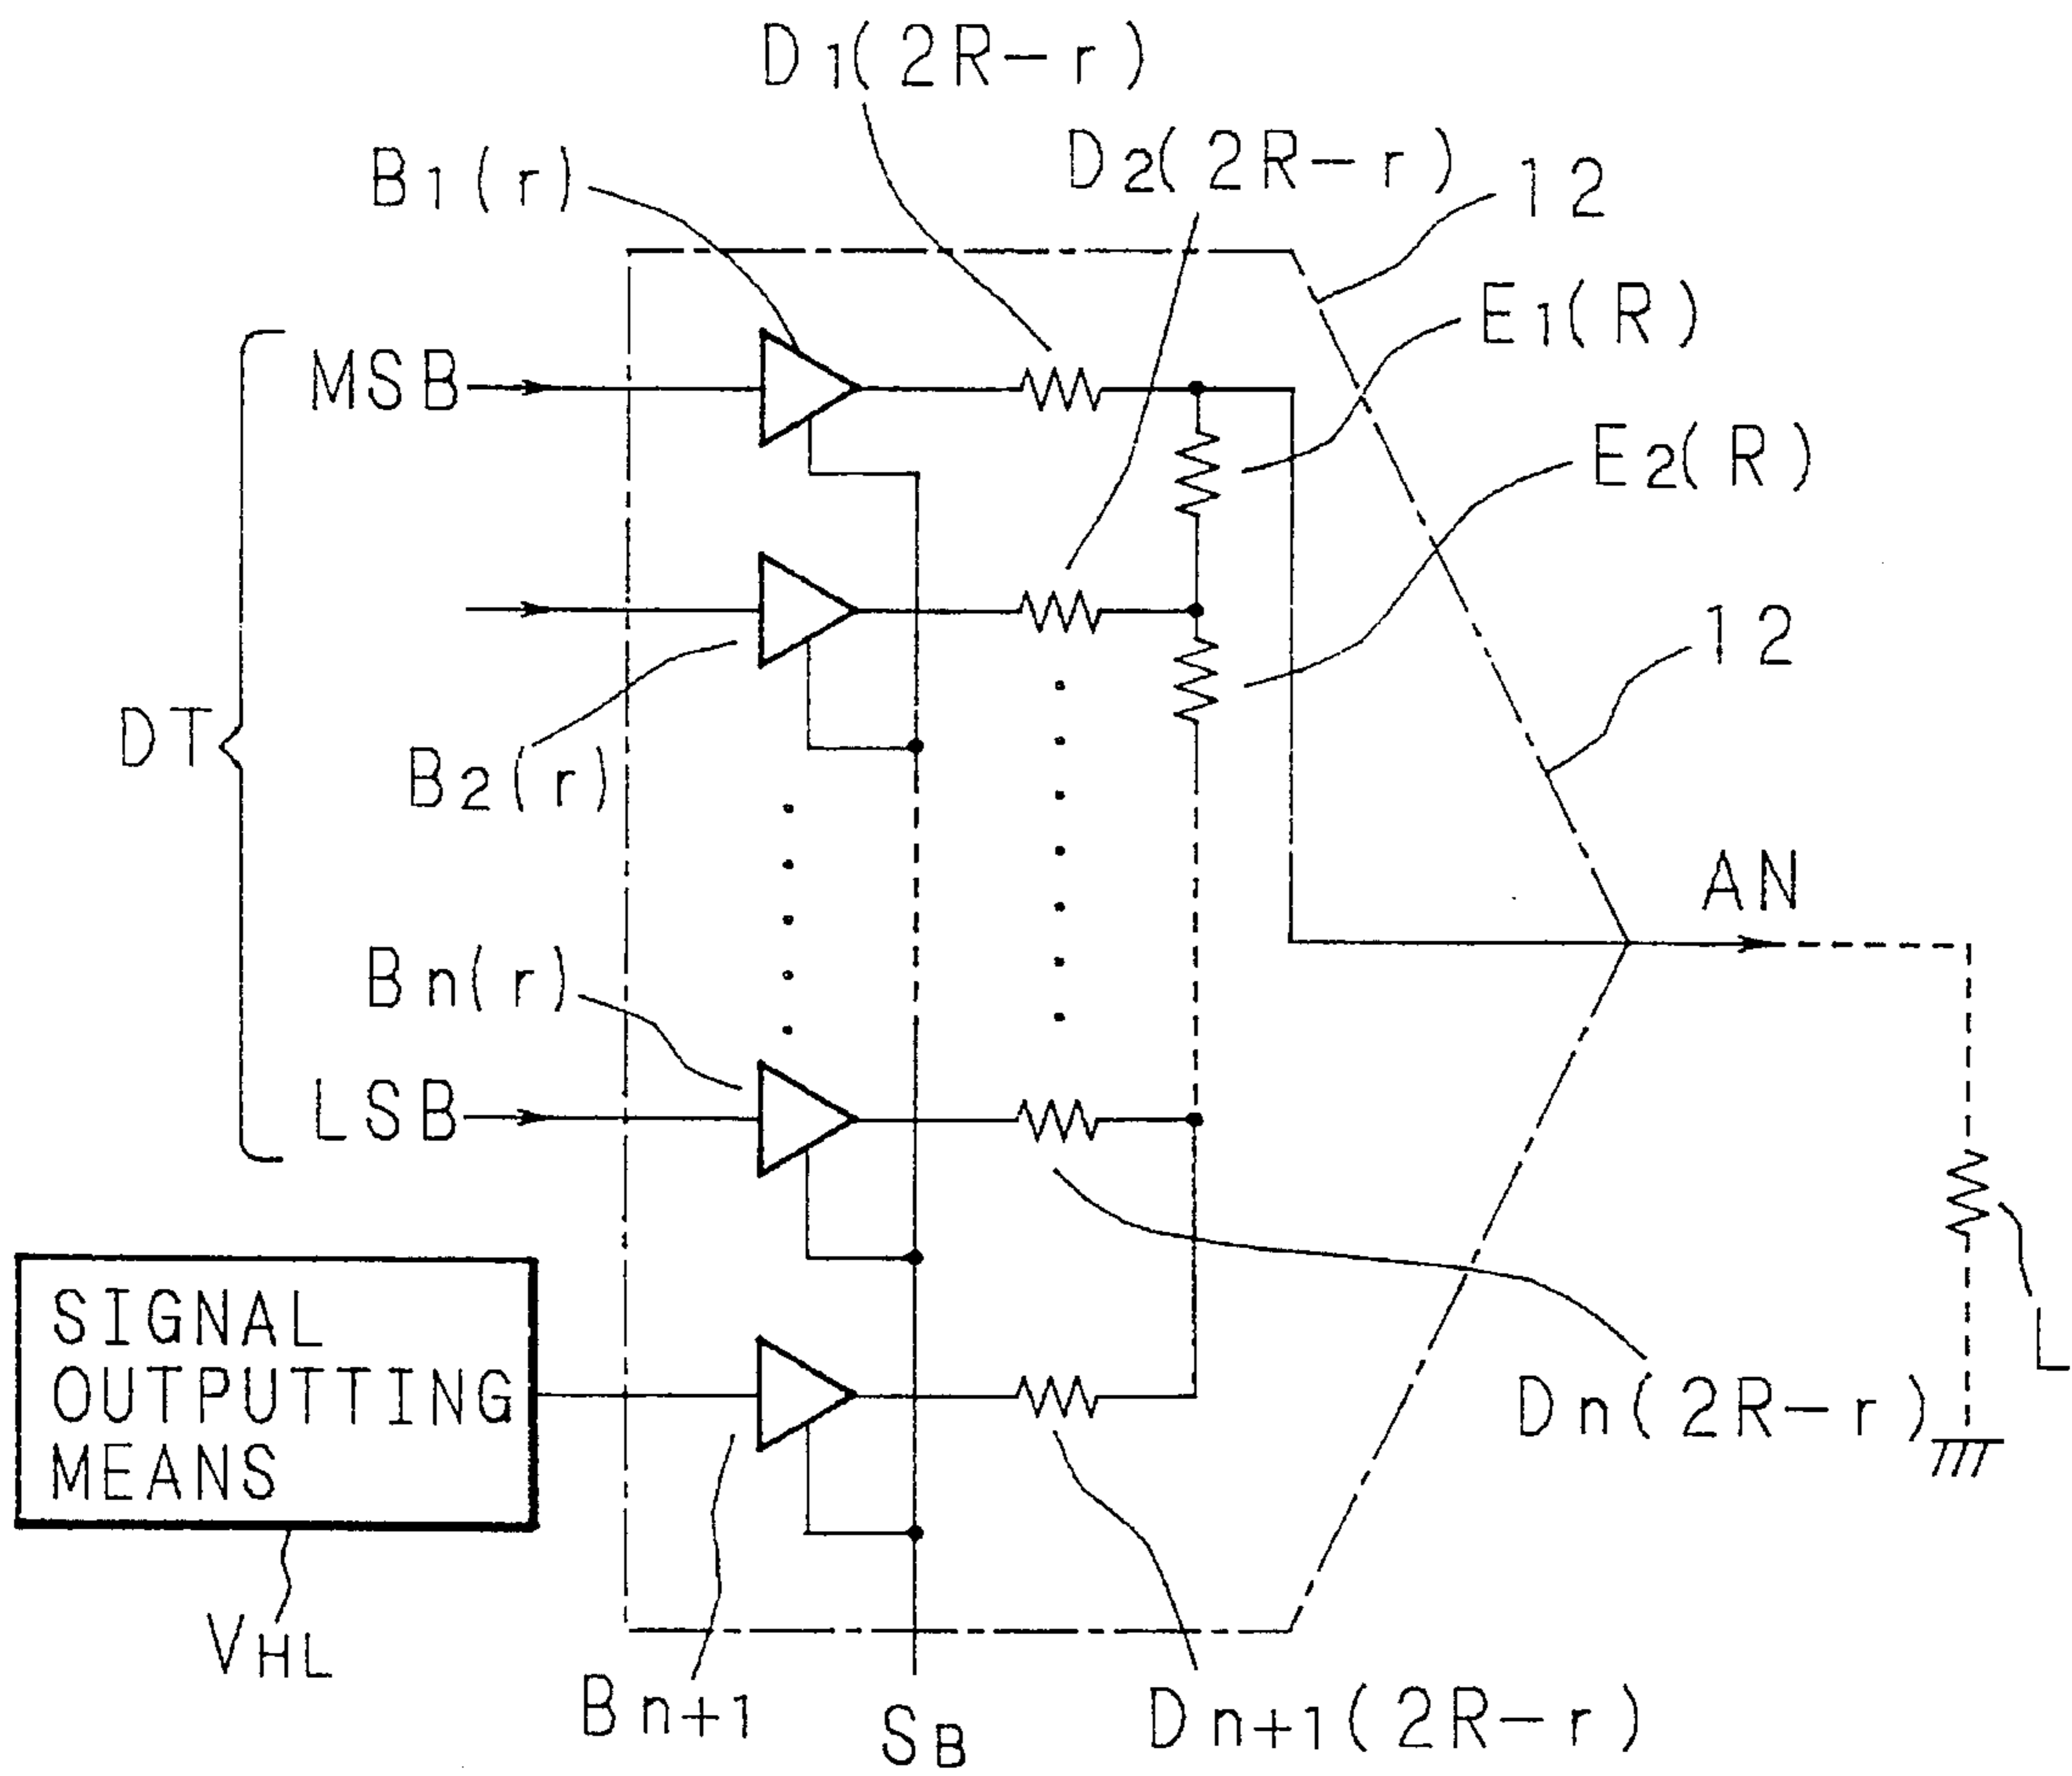 D1(2R-r)
D2(2R-r)
B1(r)
12
E1(R)
MSB
E2(R)
12
DT
B2(r)
AN
Bn(r)
LSB
SIGNAL
OUTPUTTING
MEANS
L
Dn(2R-r)
VHL
Bn+1
SB
Dn+1(2R-r)